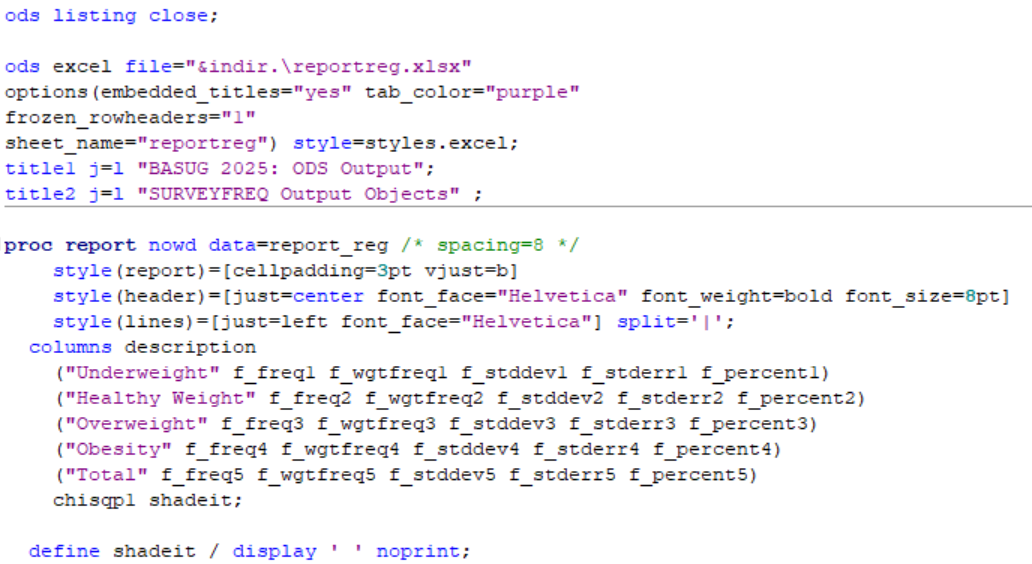 ods listing close;
ods excel file="&indir.\reportreg.xlsx"
options(embedded_titles="yes" tab_color="purple"
frozen_rowheaders="1"
sheet_name="reportreg") style=styles.excel;
title1 j=l "BASUG 2025: ODS Output";
title2 j=l "SURVEYFREQ Output Objects" ;
proc report nowd data=report_reg /* spacing=8 */
style(report)=[cellpadding=3pt vjust=b]
style(header)=[just=center font_face="Helvetica" font_weight=bold font_size=8pt]
style(lines)=[just=left font_face="Helvetica"] split='|';
columns description
("Underweight" f_freq1 f_wgtfreq1 f_stddev1 f_stderr1 f_percent1)
("Healthy Weight" f_freq2 f_wgtfreq2 f_stddev2 f_stderr2 f_percent2)
("Overweight" f_freq3 f_wgtfreq3 f_stddev3 f_stderr3 f_percent3)
("Obesity" f_freq4 f_wgtfreq4 f_stddev4 f_stderr4 f_percent4)
("Total" f_freq5 f_wgtfreq5 f_stddev5 f_stderr5 f_percent5)
chisqp1 shadeit;
define shadeit / display ' ' noprint;